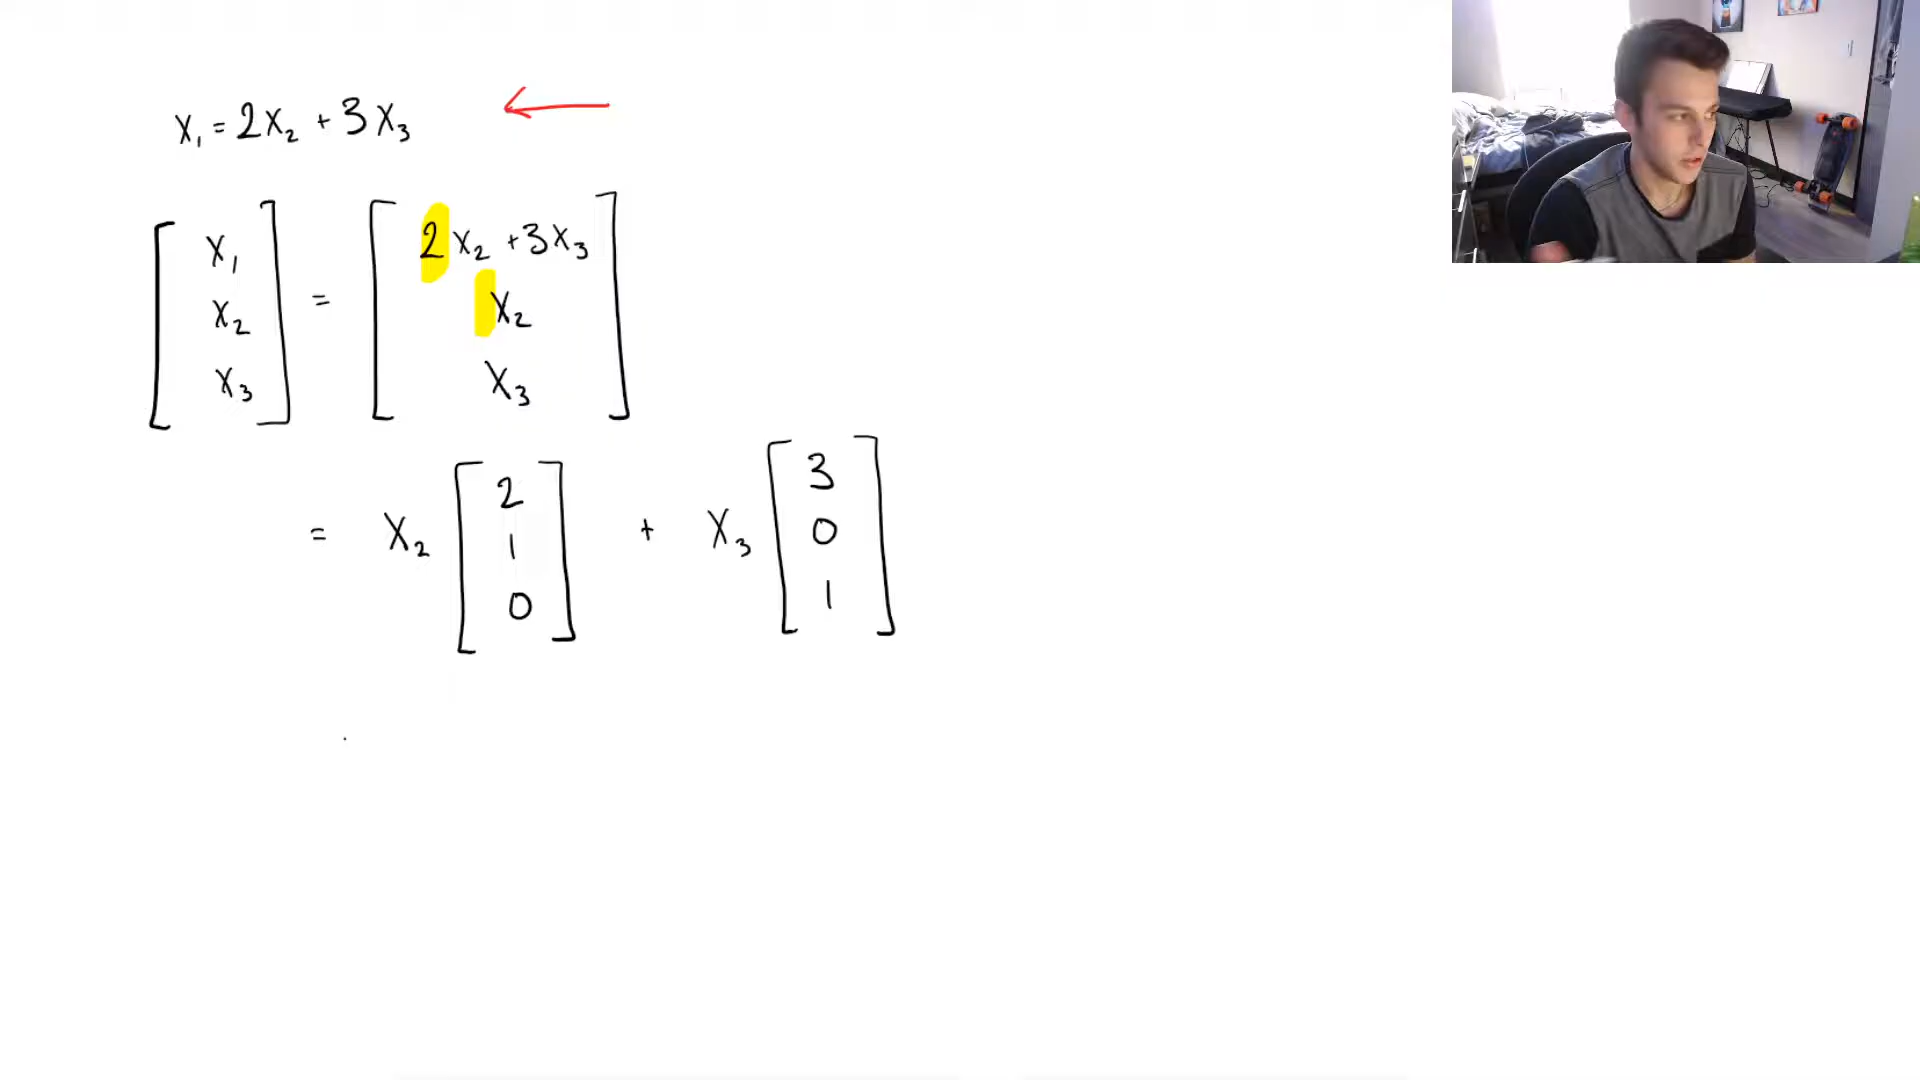 x₁ = 2x₂ + 3x₃
[ x₁ x₂ x₃ ] = [ 2x₂ + 3x₃ x₂ x₃ ]
= x₂ [ 2 1 0 ] + x₃ [ 3 0 1 ]